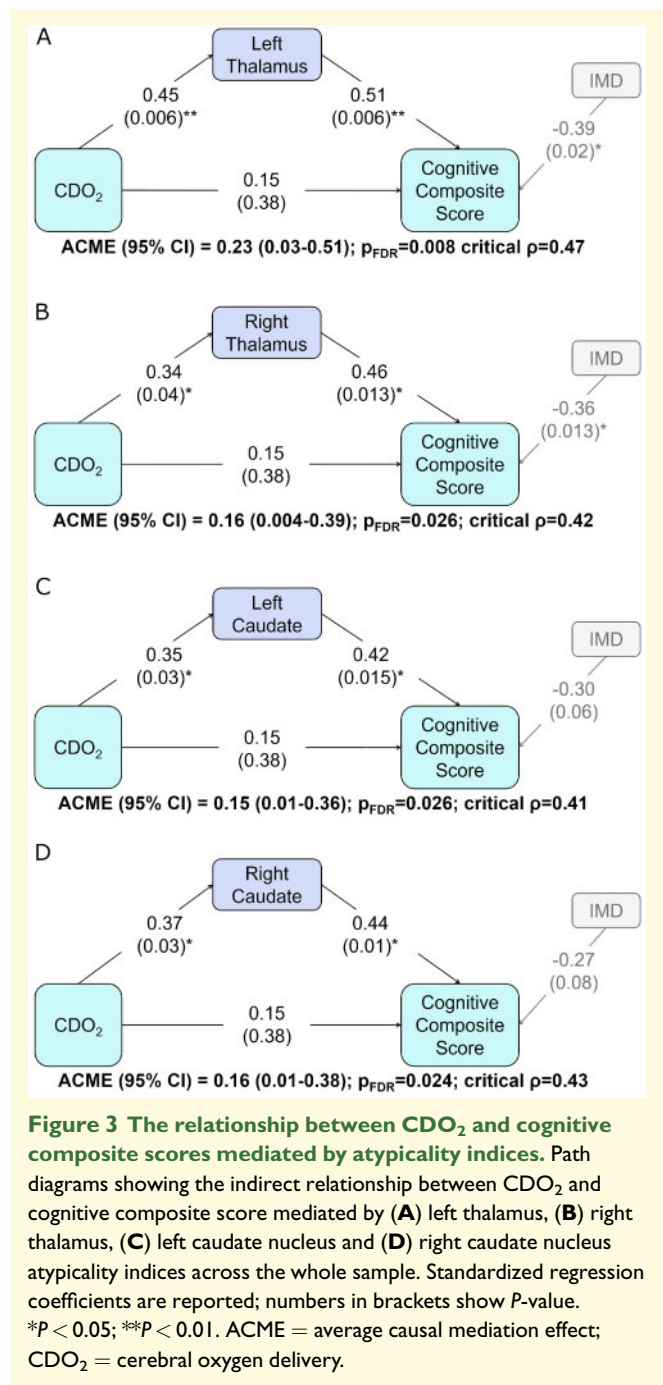 A
Left
Thalamus
IMD
0.45
(0.006)**
0.51
(0.006)**
-0.39
(0.02)*
CDO₂
0.15
(0.38)
Cognitive
Composite
Score
ACME (95% CI) = 0.23 (0.03-0.51); pFDR=0.008 critical ρ=0.47
B
Right
Thalamus
IMD
0.34
(0.04)*
0.46
(0.013)*
-0.36
(0.013)*
CDO₂
0.15
(0.38)
Cognitive
Composite
Score
ACME (95% CI) = 0.16 (0.004-0.39); pFDR=0.026; critical ρ=0.42
C
Left
Caudate
IMD
0.35
(0.03)*
0.42
(0.015)*
-0.30
(0.06)
CDO₂
0.15
(0.38)
Cognitive
Composite
Score
ACME (95% CI) = 0.15 (0.01-0.36); pFDR=0.026; critical ρ=0.41
D
Right
Caudate
IMD
0.37
(0.03)*
0.44
(0.01)*
-0.27
(0.08)
CDO₂
0.15
(0.38)
Cognitive
Composite
Score
ACME (95% CI) = 0.16 (0.01-0.38); pFDR=0.024; critical ρ=0.43
Figure 3 The relationship between CDO₂ and cognitive
composite scores mediated by atypicality indices. Path
diagrams showing the indirect relationship between CDO₂ and
cognitive composite score mediated by (A) left thalamus, (B) right
thalamus, (C) left caudate nucleus and (D) right caudate nucleus
atypicality indices across the whole sample. Standardized regression
coefficients are reported; numbers in brackets show P-value.
*P < 0.05; **P < 0.01. ACME = average causal mediation effect;
CDO₂ = cerebral oxygen delivery.